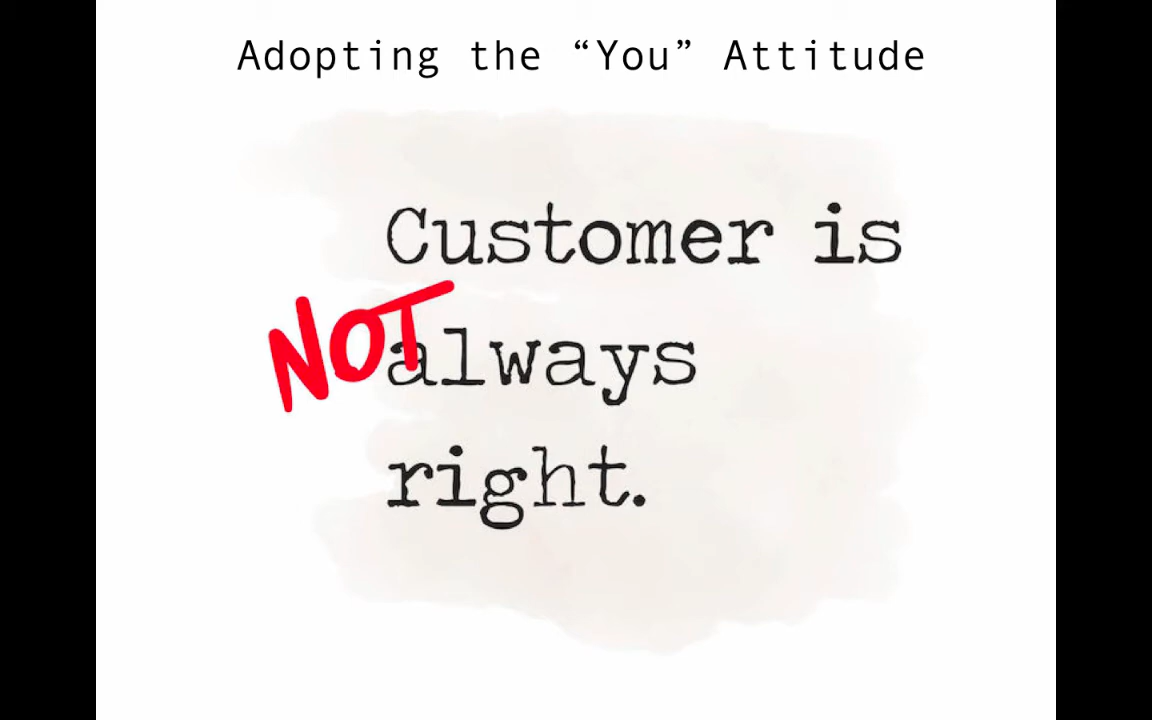 Adopting the “You” Attitude
Customer is
NOT
always
right.